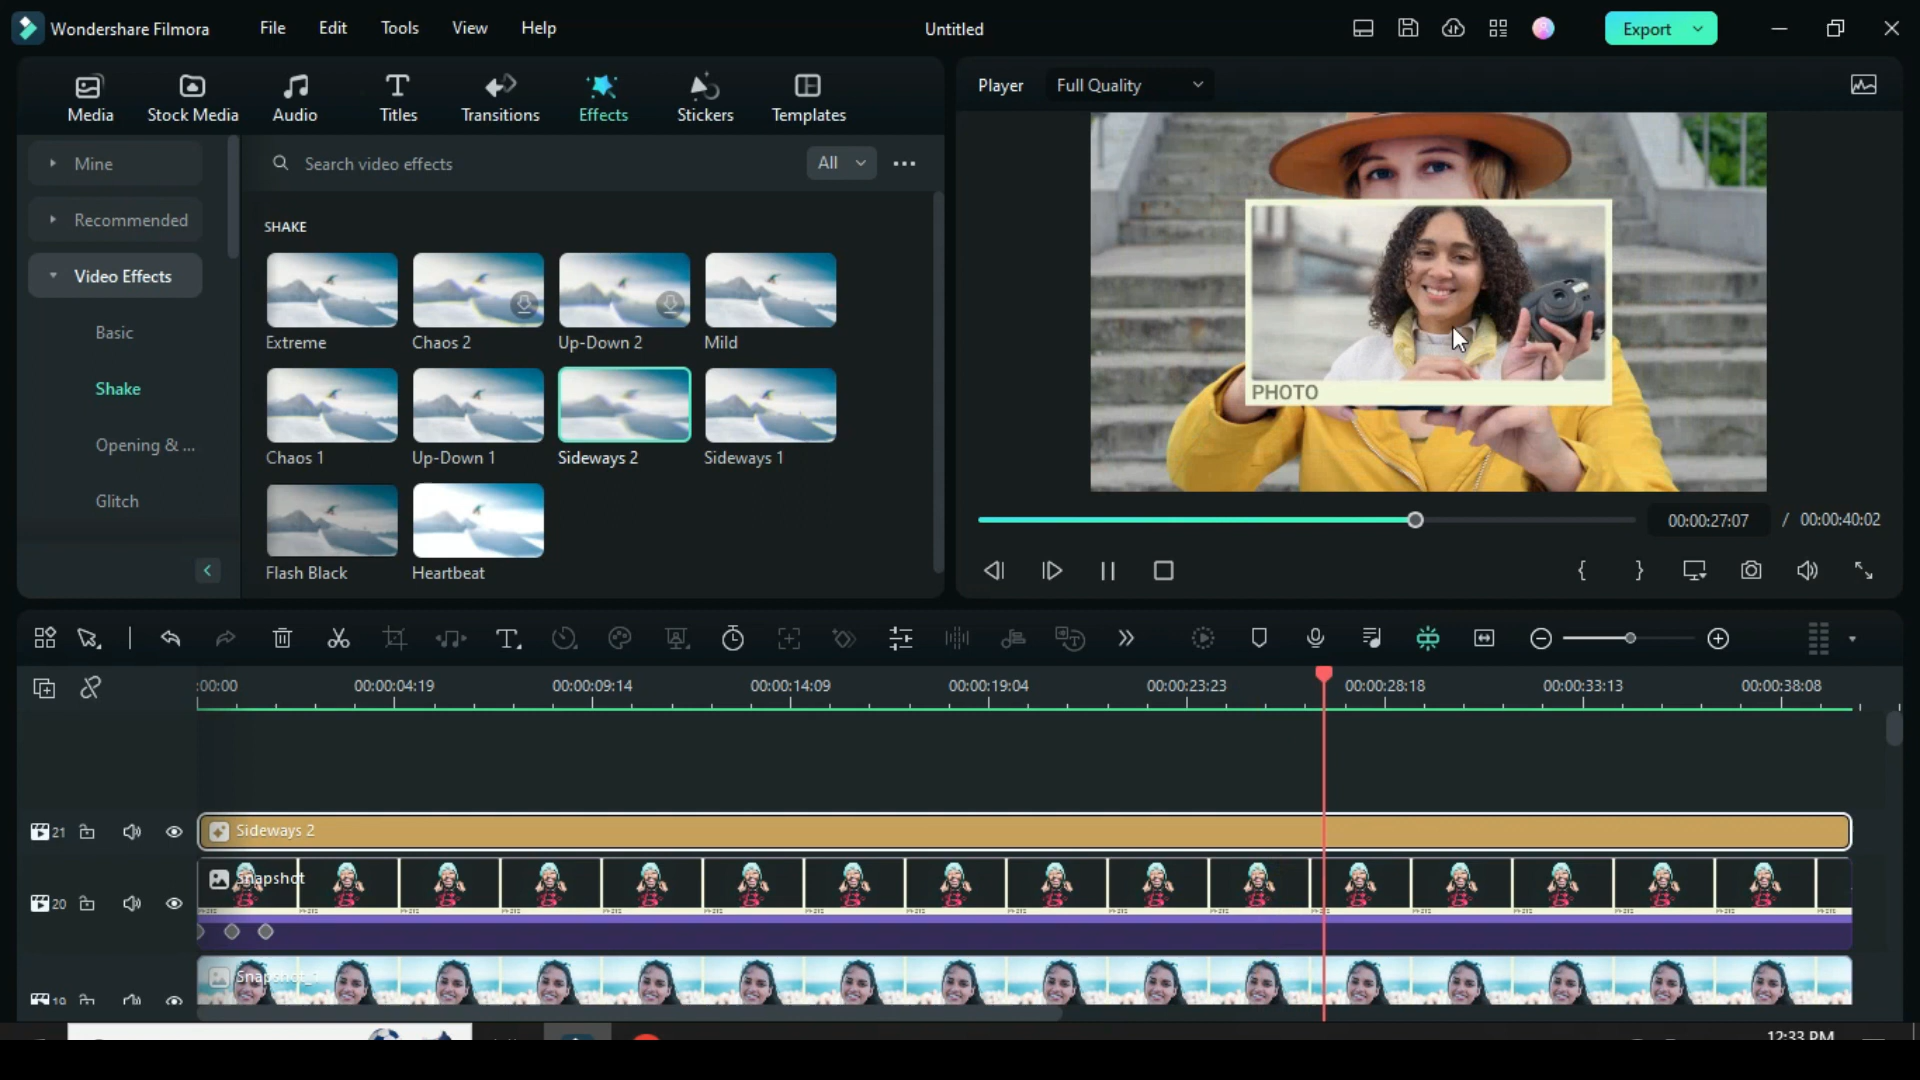 Wondershare Filmora File Edit Tools View Help Untitled Export
Media Stock Media Audio Titles Transitions Effects Stickers Templates
Player Full Quality
Mine
Recommended
Video Effects
Basic
Shake
Opening & ...
Glitch
Search video effects All
SHAKE
Extreme Chaos 2 Up-Down 2 Mild
Chaos 1 Up-Down 1 Sideways 2 Sideways 1
Flash Black Heartbeat
PHOTO
00:00:27:07 / 00:00:40:02
:00:00 00:00:04:19 00:00:09:14 00:00:14:09 00:00:19:04 00:00:23:23 00:00:28:18 00:00:33:13 00:00:38:08
21 Sideways 2
20 Snapshot
19 Snapshot_1
12:33 PM